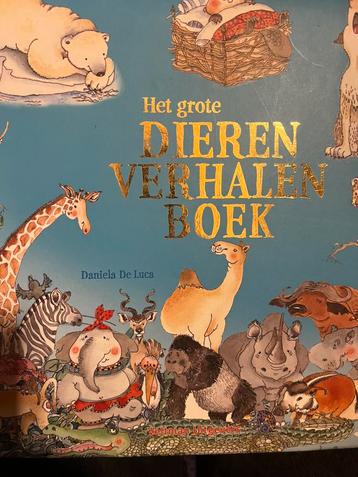 Het grote
DIEREN
VERHALEN
BOEK
Daniela De Luca